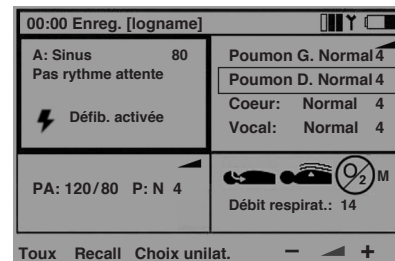 00:00 Enreg. [logname]
A: Sinus 80
Pas rythme attente
Défib. activée
Poumon G. Normal 4
Poumon D. Normal 4
Coeur: Normal 4
Vocal: Normal 4
PA: 120/80 P: N 4
O2 M
Débit respirat.: 14
Toux Recall Choix unilat. - +